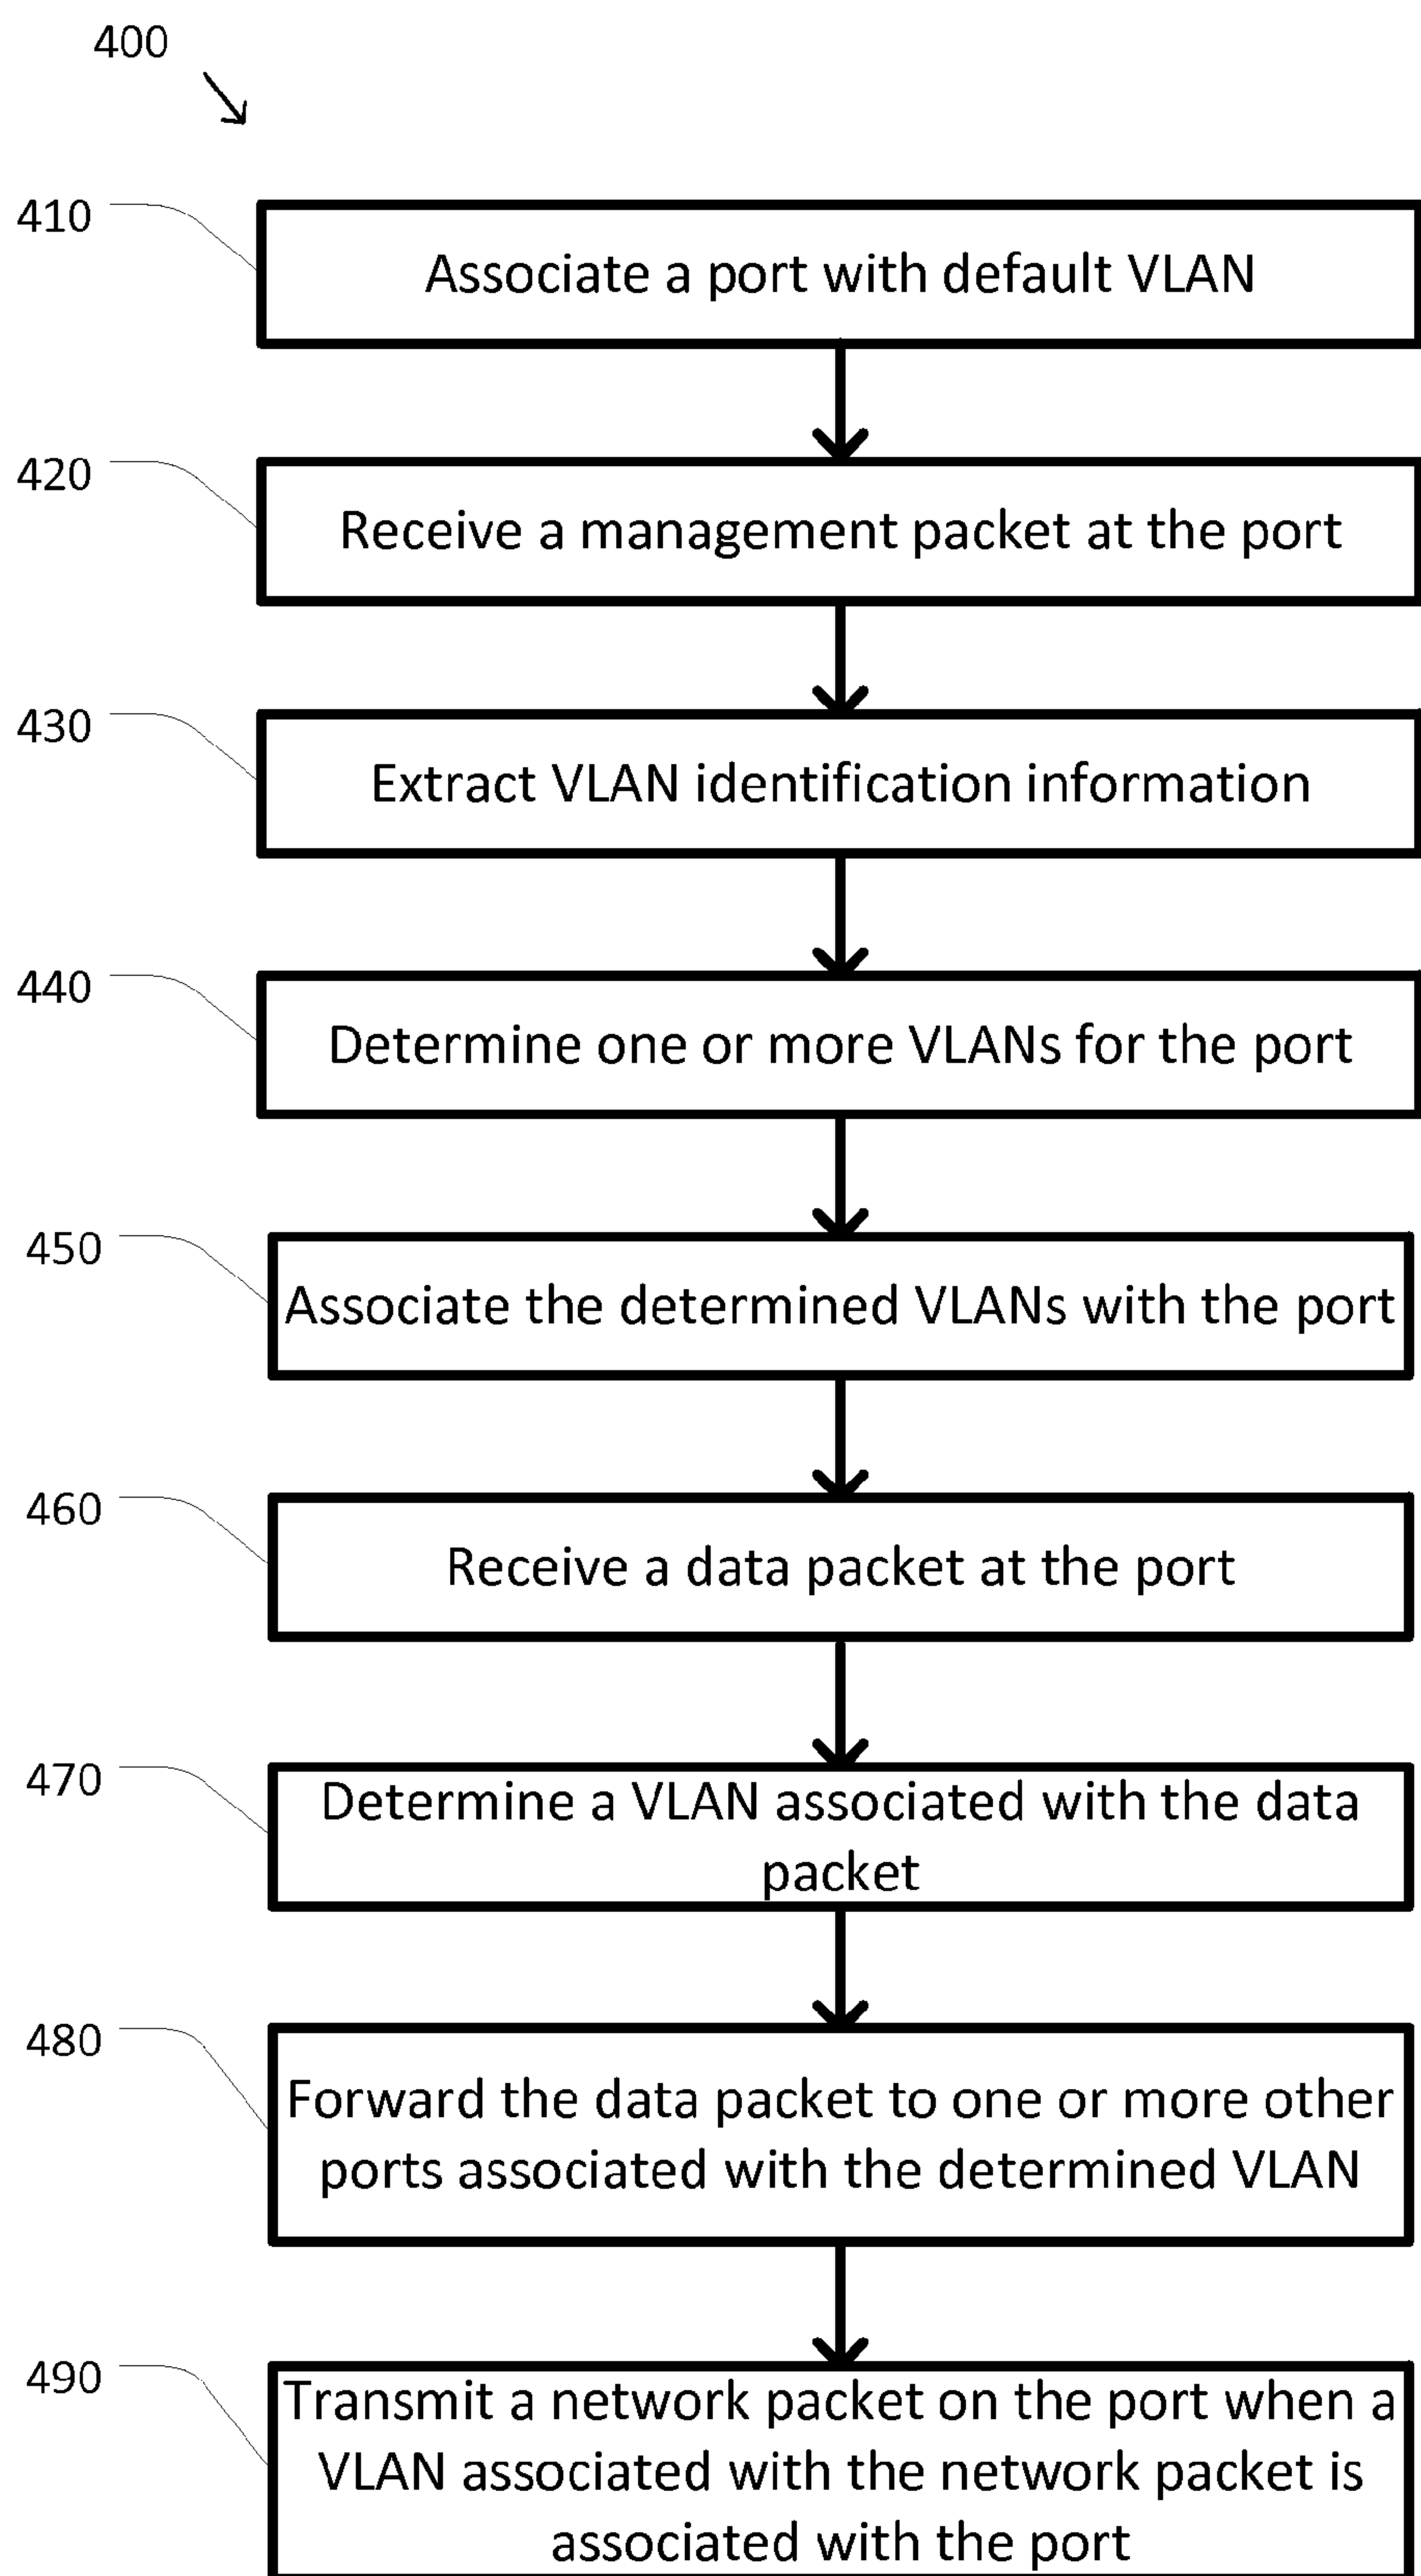 400
410
Associate a port with default VLAN
420
Receive a management packet at the port
430
Extract VLAN identification information
440
Determine one or more VLANs for the port
450
Associate the determined VLANs with the port
460
Receive a data packet at the port
470
Determine a VLAN associated with the data
packet
480
Forward the data packet to one or more other
ports associated with the determined VLAN
490
Transmit a network packet on the port when a
VLAN associated with the network packet is
associated with the port